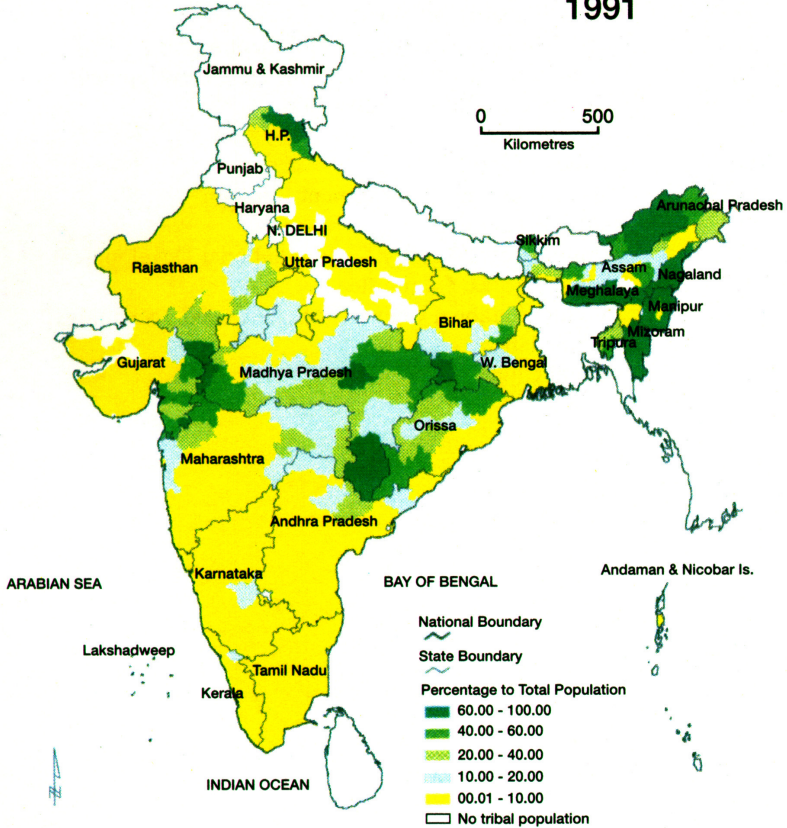 1991
Jammu & Kashmir
0 500
Kilometres
H.P.
Punjab
Haryana
N. DELHI
Arunachal Pradesh
Sikkim
Rajasthan
Uttar Pradesh
Assam
Nagaland
Meghalaya
Manipur
Bihar
Mizoram
Tripura
Gujarat
Madhya Pradesh
W. Bengal
Orissa
Maharashtra
Andhra Pradesh
Karnataka
ARABIAN SEA
BAY OF BENGAL
Andaman & Nicobar Is.
National Boundary
Lakshadweep
State Boundary
Tamil Nadu
Kerala
Percentage to Total Population
60.00 - 100.00
40.00 - 60.00
20.00 - 40.00
10.00 - 20.00
00.01 - 10.00
No tribal population
INDIAN OCEAN